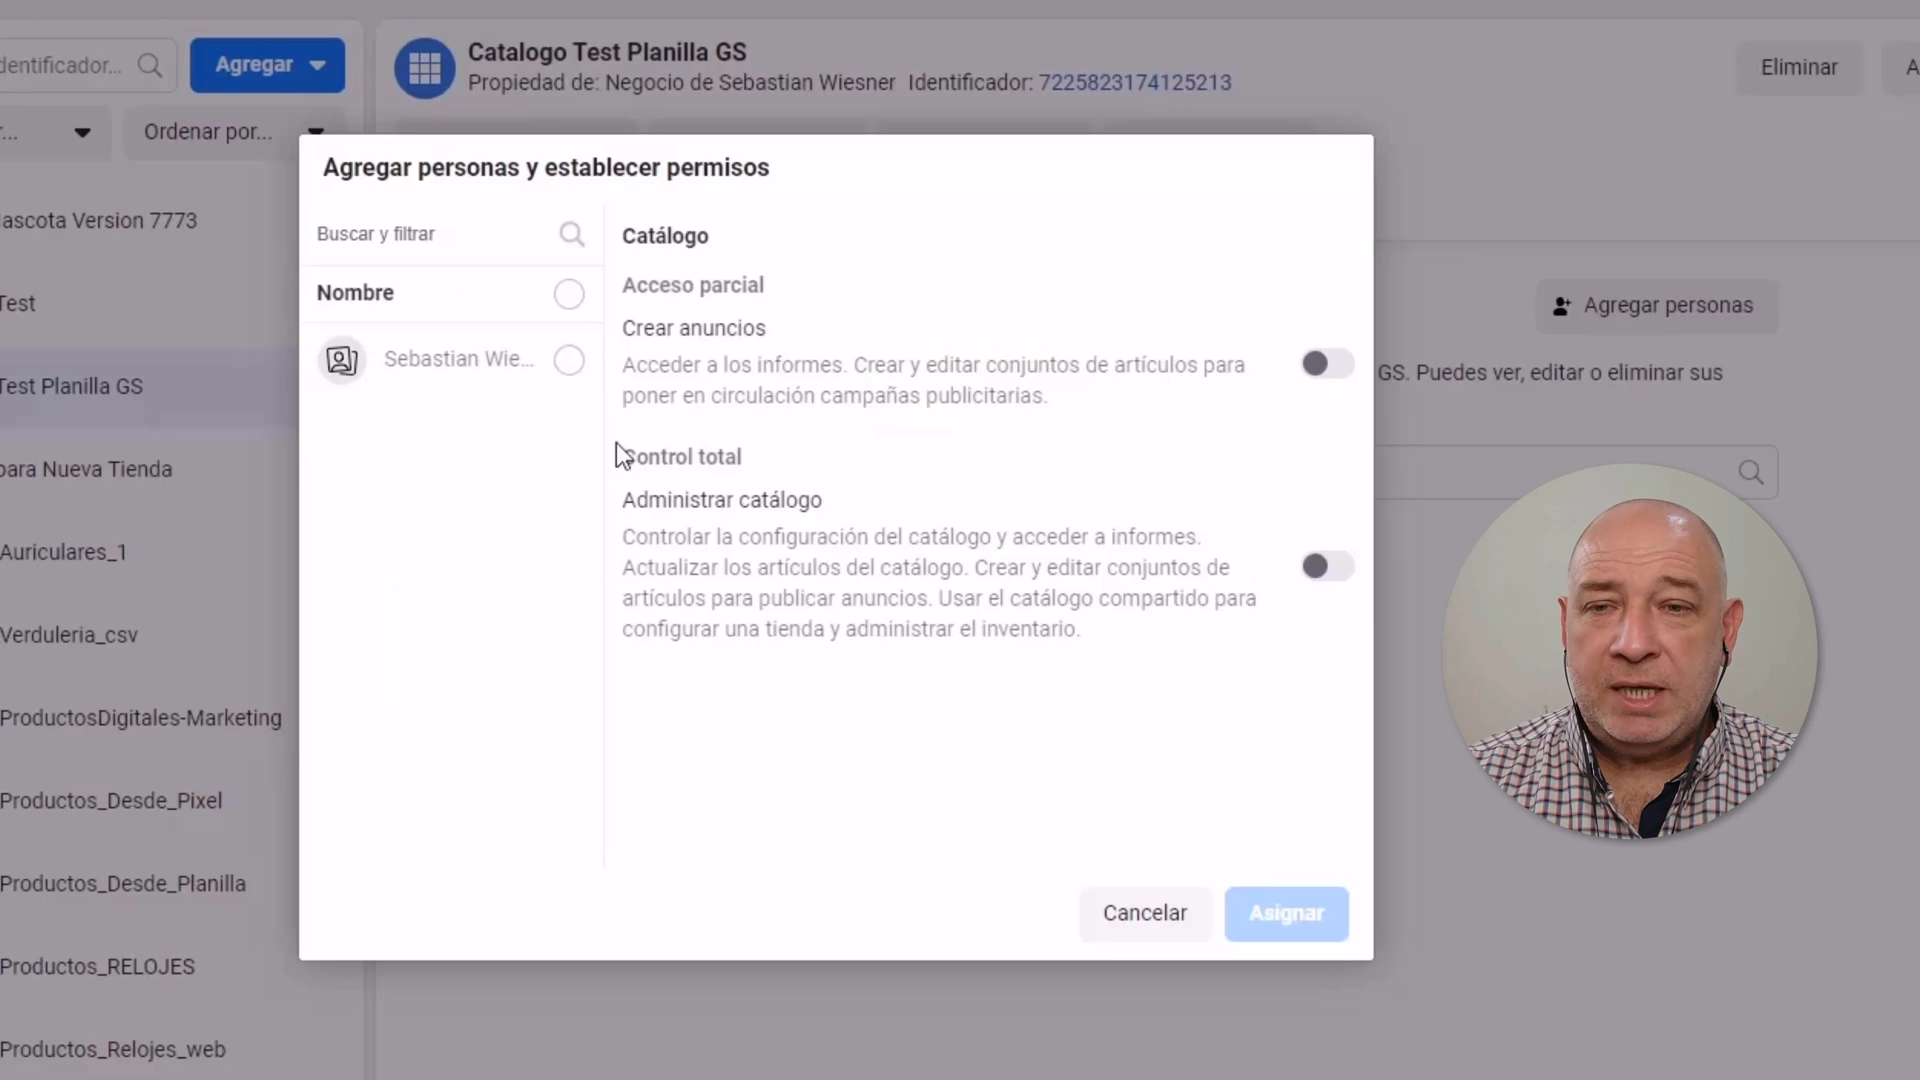 dentificador...
Agregar
Catalogo Test Planilla GS
Propiedad de: Negocio de Sebastian Wiesner Identificador: 7225823174125213
Eliminar
A
...
Ordenar por...
Agregar personas y establecer permisos
ascota Version 7773
Test
Test Planilla GS
para Nueva Tienda
Auriculares_1
Verduleria_csv
ProductosDigitales-Marketing
Productos_Desde_Pixel
Productos_Desde_Planilla
Productos_RELOJES
Productos_Relojes_web
Buscar y filtrar
Nombre
Sebastian Wie...
Catálogo
Acceso parcial
Crear anuncios
Acceder a los informes. Crear y editar conjuntos de artículos para
poner en circulación campañas publicitarias.
Control total
Administrar catálogo
Controlar la configuración del catálogo y acceder a informes.
Actualizar los artículos del catálogo. Crear y editar conjuntos de
artículos para publicar anuncios. Usar el catálogo compartido para
configurar una tienda y administrar el inventario.
Cancelar
Asignar
Agregar personas
GS. Puedes ver, editar o eliminar sus